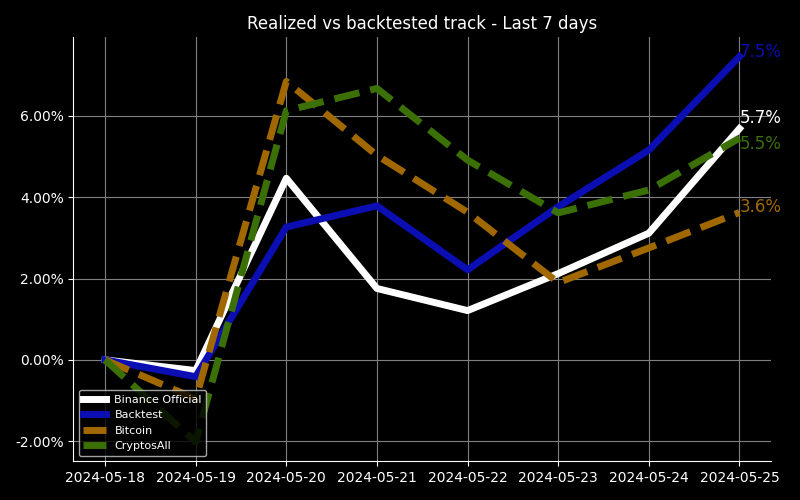 Realized vs backtested track - Last 7 days
7.5%
6.00%
5.7%
5.5%
4.00%
3.6%
2.00%
0.00%
Binance Official
Backtest
Bitcoin
CryptosAll
-2.00%
2024-05-18 2024-05-19 2024-05-20 2024-05-21 2024-05-22 2024-05-23 2024-05-24 2024-05-25